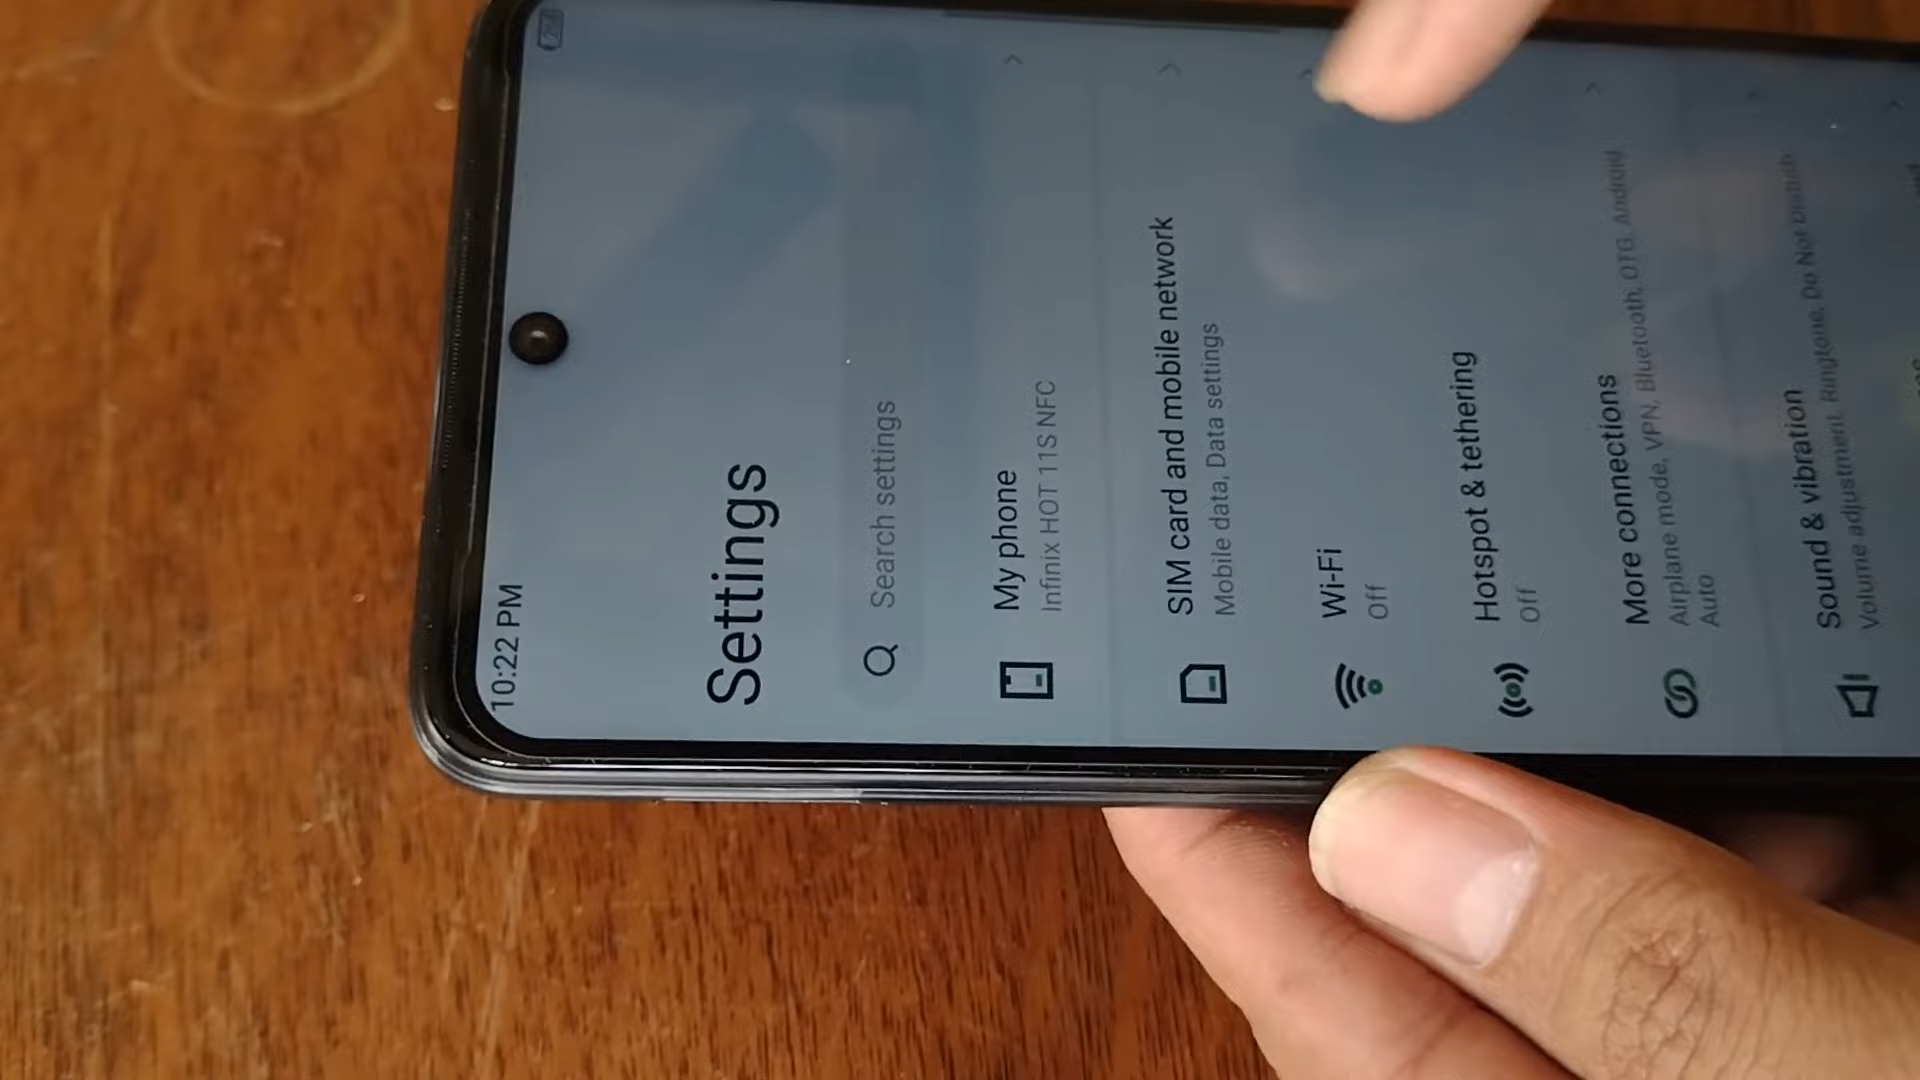 10:22 PM
Settings
Search settings
My phone
Infinix HOT 11S NFC
SIM card and mobile network
Mobile data, Data settings
Wi-Fi
Off
Hotspot & tethering
Off
More connections
Airplane mode, VPN, Bluetooth, OTG, Android
Auto
Sound & vibration
Volume adjustment, Ringtone, Do Not Disturb